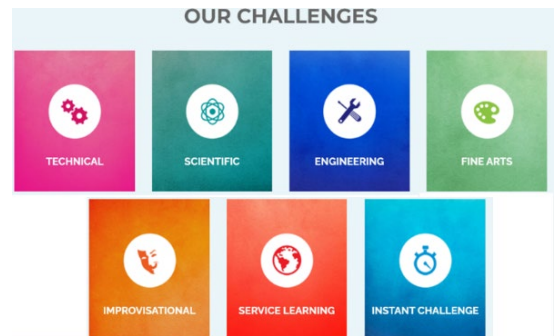 OUR CHALLENGES
TECHNICAL
SCIENTIFIC
ENGINEERING
FINE ARTS
IMPROVISATIONAL
SERVICE LEARNING
INSTANT CHALLENGE